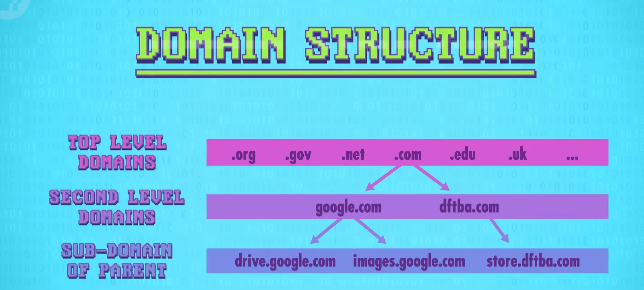 DOMAIN STRUCTURE
TOP LEVEL
DOMAINS
.org .gov .net .com .edu .uk ...
SECOND LEVEL
DOMAINS
google.com dftba.com
SUB-DOMAIN
OF PARENT
drive.google.com images.google.com store.dftba.com